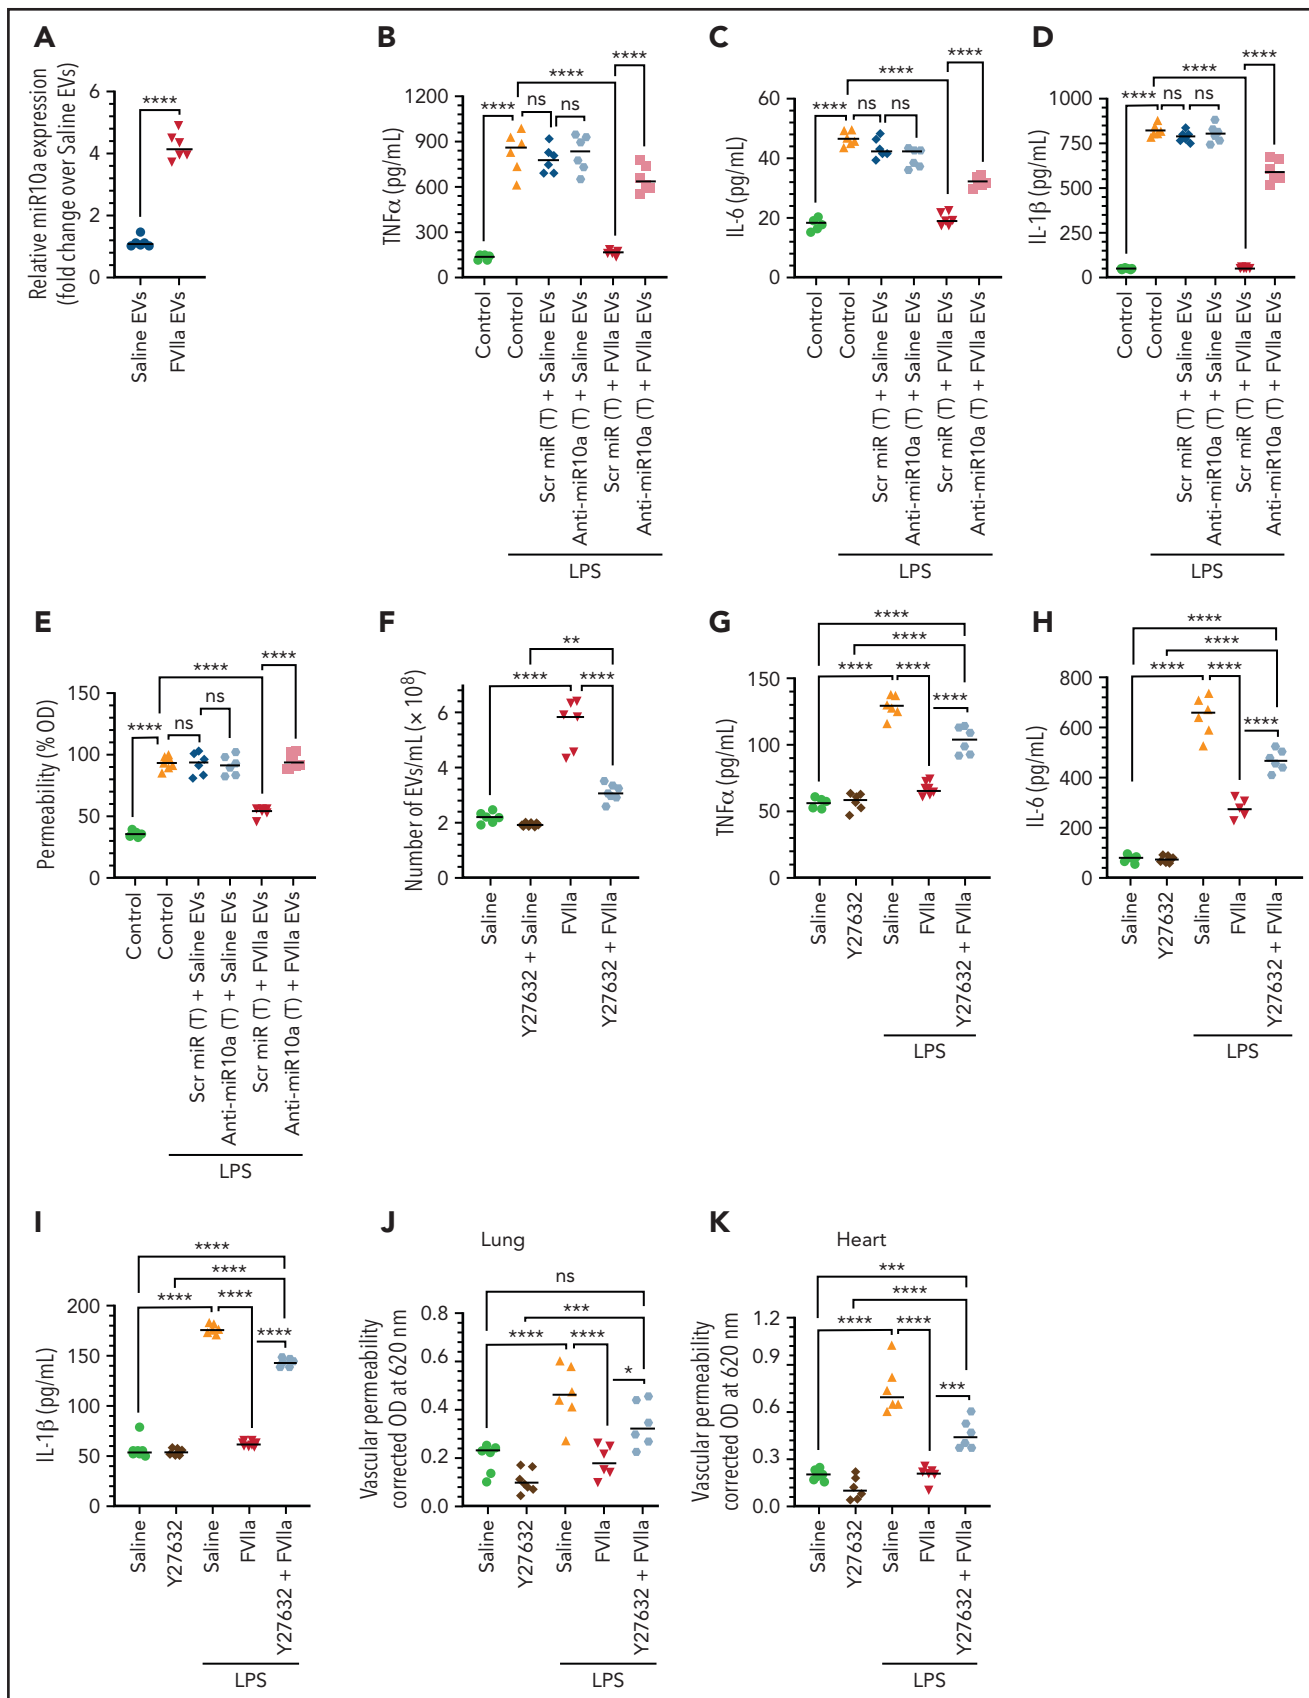 A
Relative miR10a expression
(fold change over Saline EVs)
6
4
2
0
****
Saline EVs
FVIIa EVs
B
TNFα (pg/mL)
1200
900
600
300
0
****
****
****
ns
ns
Control
Control
Scr miR (T) + Saline EVs
Anti-miR10a (T) + Saline EVs
Scr miR (T) + FVIIa EVs
Anti-miR10a (T) + FVIIa EVs
LPS
C
IL-6 (pg/mL)
60
40
20
0
****
****
****
ns
ns
Control
Control
Scr miR (T) + Saline EVs
Anti-miR10a (T) + Saline EVs
Scr miR (T) + FVIIa EVs
Anti-miR10a (T) + FVIIa EVs
LPS
D
IL-1β (pg/mL)
1000
750
500
250
0
****
****
****
ns
ns
Control
Control
Scr miR (T) + Saline EVs
Anti-miR10a (T) + Saline EVs
Scr miR (T) + FVIIa EVs
Anti-miR10a (T) + FVIIa EVs
LPS
E
Permeability (% OD)
150
100
50
0
****
****
ns
****
ns
Control
Control
Scr miR (T) + Saline EVs
Anti-miR10a (T) + Saline EVs
Scr miR (T) + FVIIa EVs
Anti-miR10a (T) + FVIIa EVs
LPS
F
Number of EVs/mL (× 10⁸)
6
4
2
0
**
****
****
Saline
Y27632 + Saline
FVIIa
Y27632 + FVIIa
G
TNFα (pg/mL)
150
100
50
0
****
****
****
****
****
Saline
Y27632
Saline
FVIIa
Y27632 + FVIIa
LPS
H
IL-6 (pg/mL)
800
600
400
200
0
****
****
****
****
****
Saline
Y27632
Saline
FVIIa
Y27632 + FVIIa
LPS
I
IL-1β (pg/mL)
200
150
100
50
0
****
****
****
****
****
Saline
Y27632
Saline
FVIIa
Y27632 + FVIIa
LPS
J
Lung
Vascular permeability
corrected OD at 620 nm
0.8
0.6
0.4
0.2
0.0
ns
***
****
****
*
Saline
Y27632
Saline
FVIIa
Y27632 + FVIIa
LPS
K
Heart
Vascular permeability
corrected OD at 620 nm
1.2
0.9
0.6
0.3
0.0
***
****
****
****
***
Saline
Y27632
Saline
FVIIa
Y27632 + FVIIa
LPS